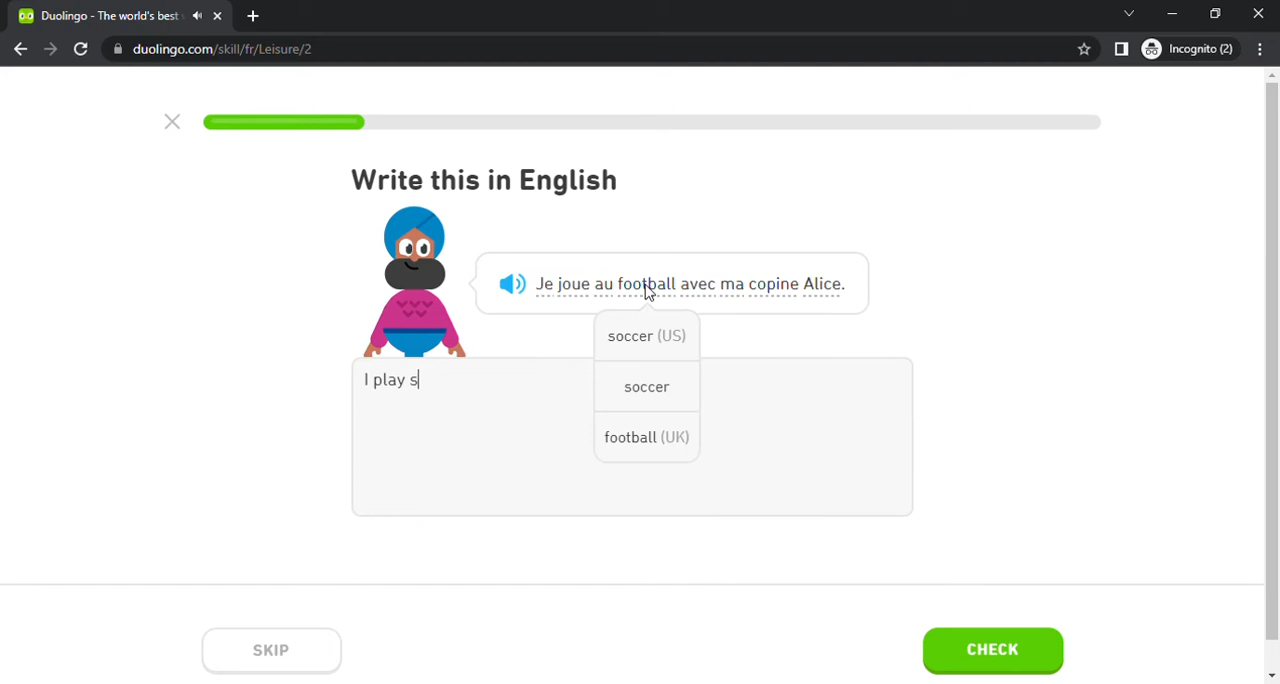 Duolingo - The world's best
duolingo.com/skill/fr/Leisure/2
Incognito (2)
Write this in English
Je joue au football avec ma copine Alice.
soccer (US)
I play s
soccer
football (UK)
SKIP
CHECK